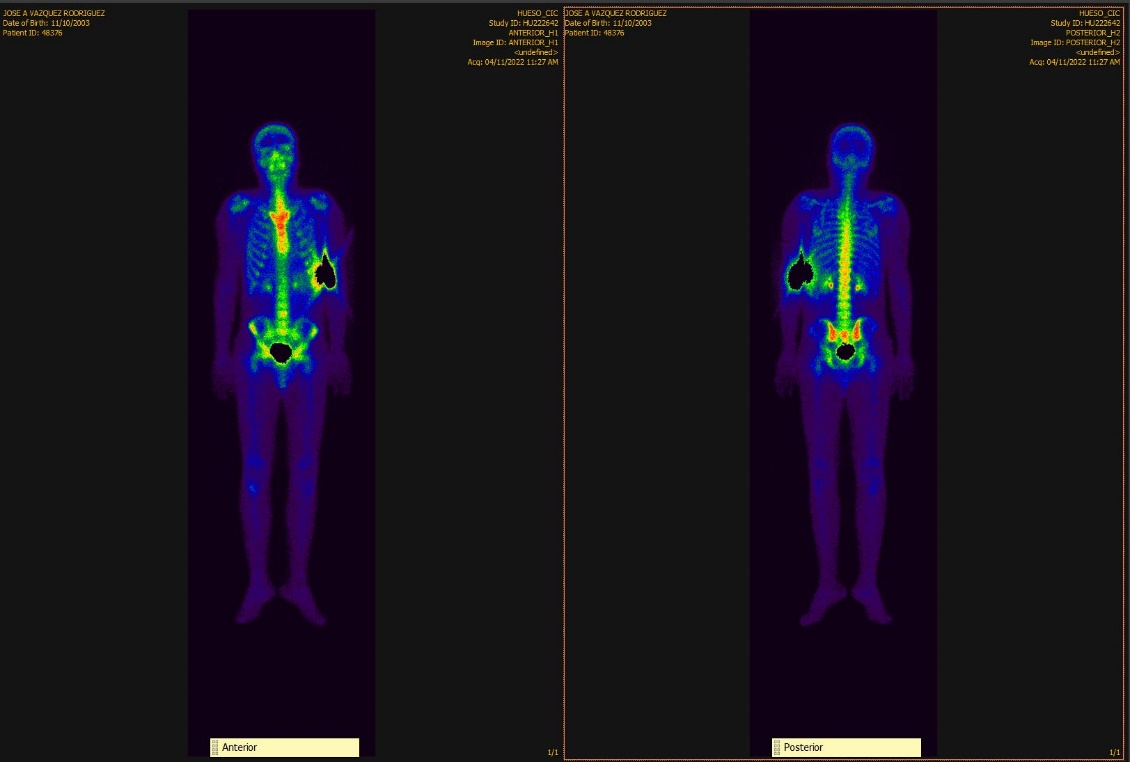 JOSE A VAZQUEZ RODRIGUEZ
Date of Birth: 11/10/2003
Patient ID: 48376
HUESO_CIC
Study ID: HU222642
ANTERIOR_H1
Image ID: ANTERIOR_H1
<undefined>
Acq: 04/11/2022 11:27 AM
Anterior
1/1
JOSE A VAZQUEZ RODRIGUEZ
Date of Birth: 11/10/2003
Patient ID: 48376
HUESO_CIC
Study ID: HU222642
POSTERIOR_H2
Image ID: POSTERIOR_H2
<undefined>
Acq: 04/11/2022 11:27 AM
Posterior
1/1